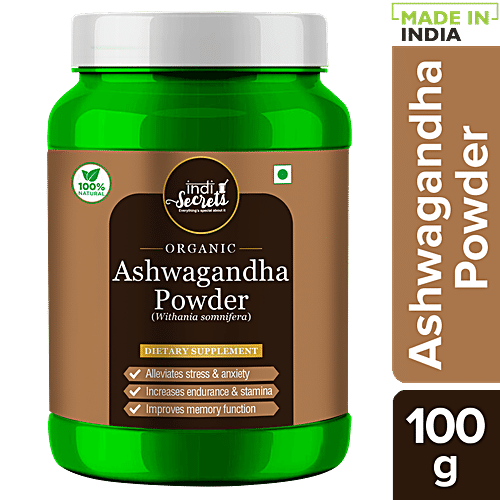 MADE IN
INDIA
100%
NATURAL
indi
Secrets
Everything's special about it
ORGANIC
Ashwagandha
Powder
(Withania somnifera)
DIETARY SUPPLEMENT
Alleviates stress & anxiety
Increases endurance & stamina
Improves memory function
Ashwagandha
Powder
100
g